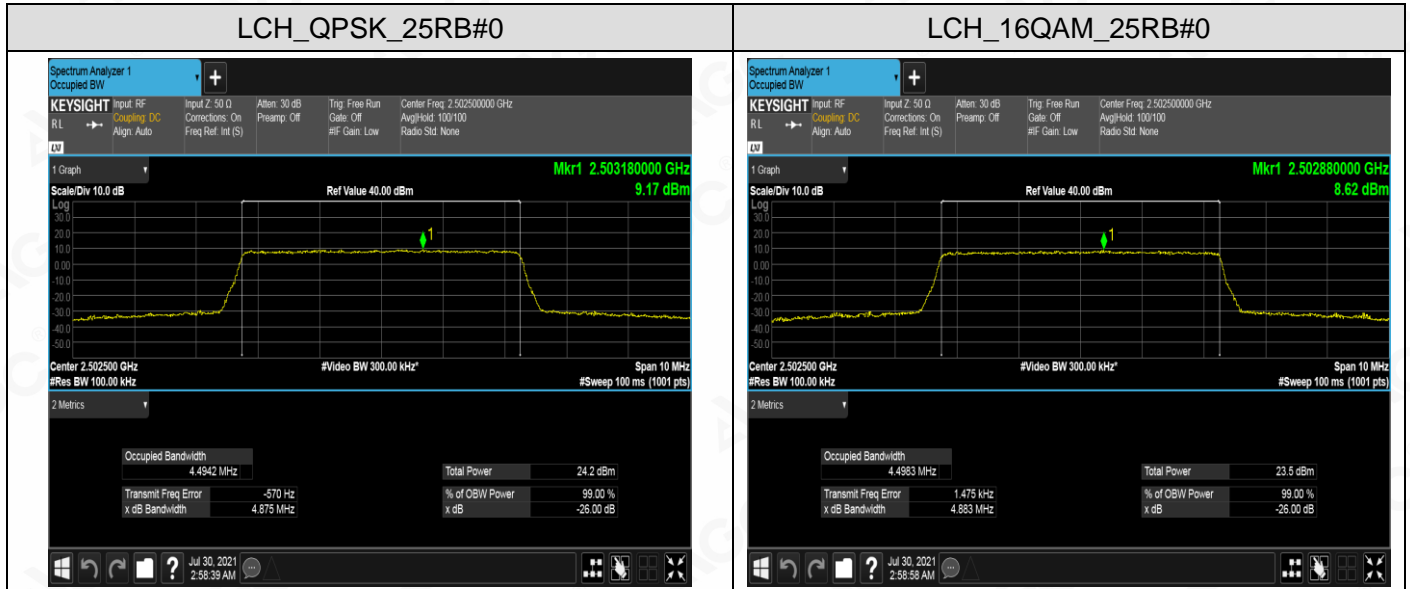 LCH_QPSK_25RB#0
Spectrum Analyzer 1
Occupied BW
KEYSIGHT Input: RF Input Z: 50 Ω Atten: 30 dB Trig: Free Run Center Freq: 2.502500000 GHz
RL Coupling: DC Corrections: On Preamp: Off Gate: Off Avg|Hold: 100/100
Align: Auto Freq Ref: Int (S) #IF Gain: Low Radio Std: None
LXI
1 Graph Mkr1 2.503180000 GHz
Scale/Div 10.0 dB Ref Value 40.00 dBm 9.17 dBm
Log
30.0
20.0
1
10.0
0.00
-10.0
-20.0
-30.0
-40.0
-50.0
Center 2.502500 GHz #Video BW 300.00 kHz* Span 10 MHz
#Res BW 100.00 kHz #Sweep 100 ms (1001 pts)
2 Metrics
Occupied Bandwidth
4.4942 MHz Total Power 24.2 dBm
Transmit Freq Error -570 Hz % of OBW Power 99.00 %
x dB Bandwidth 4.875 MHz x dB -26.00 dB
? Jul 30, 2021
2:58:39 AM
LCH_16QAM_25RB#0
Spectrum Analyzer 1
Occupied BW
KEYSIGHT Input: RF Input Z: 50 Ω Atten: 30 dB Trig: Free Run Center Freq: 2.502500000 GHz
RL Coupling: DC Corrections: On Preamp: Off Gate: Off Avg|Hold: 100/100
Align: Auto Freq Ref: Int (S) #IF Gain: Low Radio Std: None
LXI
1 Graph Mkr1 2.502880000 GHz
Scale/Div 10.0 dB Ref Value 40.00 dBm 8.62 dBm
Log
30.0
20.0
1
10.0
0.00
-10.0
-20.0
-30.0
-40.0
-50.0
Center 2.502500 GHz #Video BW 300.00 kHz* Span 10 MHz
#Res BW 100.00 kHz #Sweep 100 ms (1001 pts)
2 Metrics
Occupied Bandwidth
4.4983 MHz Total Power 23.5 dBm
Transmit Freq Error 1.475 kHz % of OBW Power 99.00 %
x dB Bandwidth 4.883 MHz x dB -26.00 dB
? Jul 30, 2021
2:58:58 AM